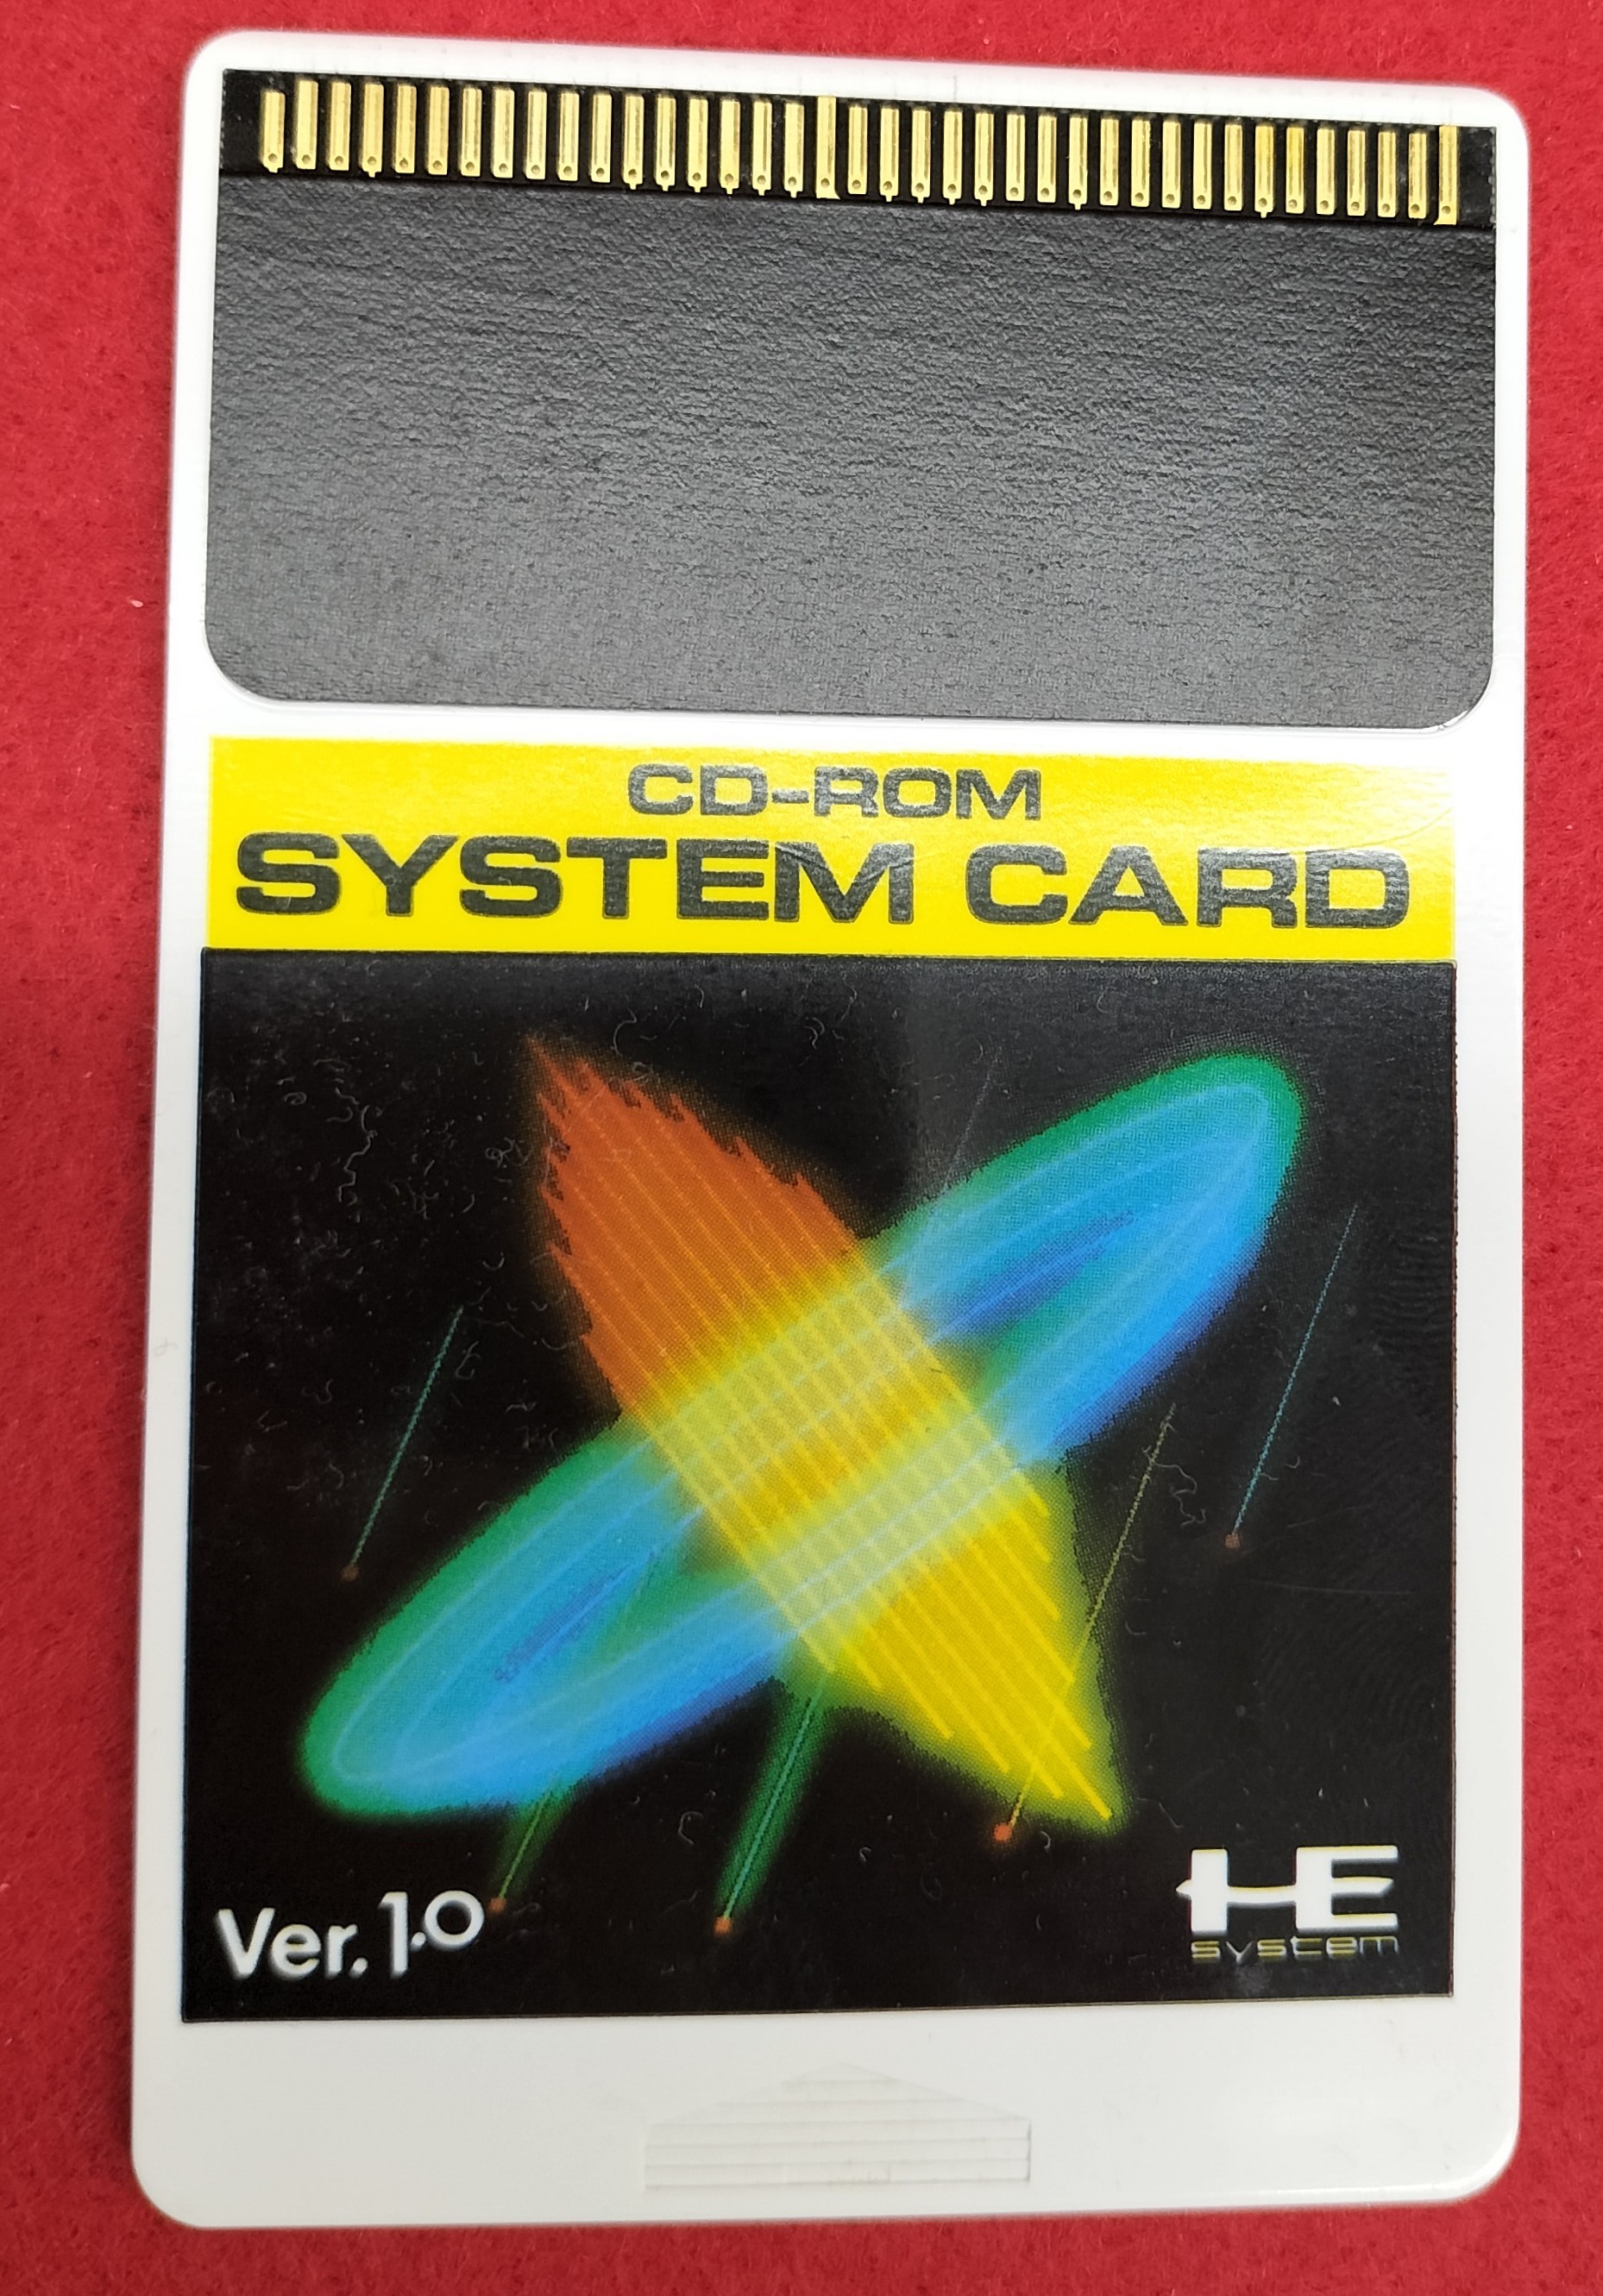 CD-ROM
SYSTEM CARD
Ver. 1.0
HE
system